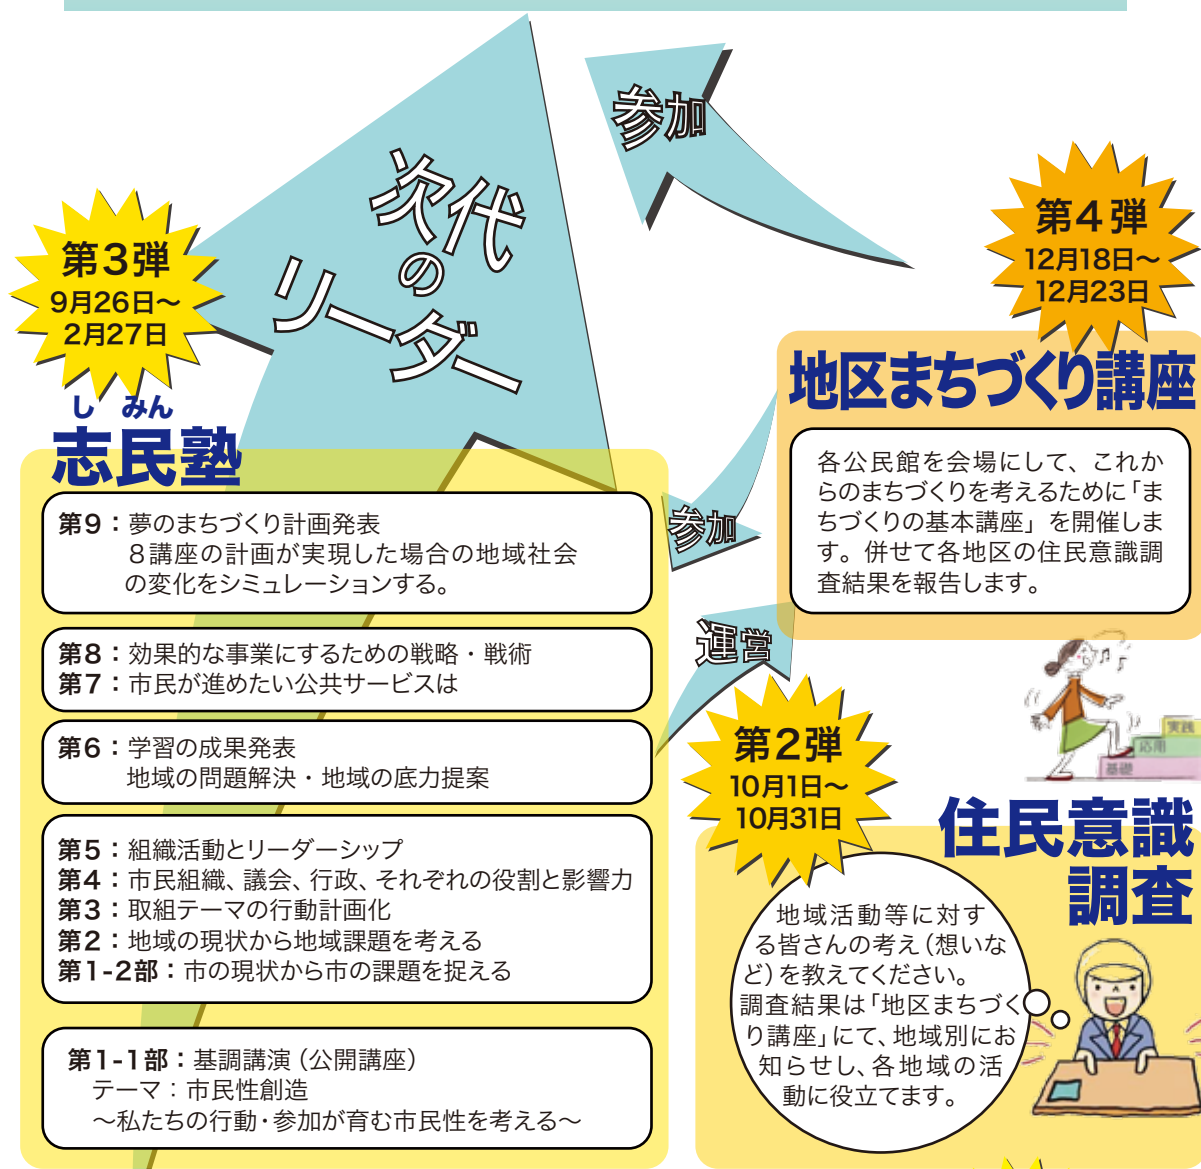 参加
次代
の
リーダー
第3弾
9月26日～
2月27日
し みん
志民塾
第9：夢のまちづくり計画発表
8講座の計画が実現した場合の地域社会
の変化をシミュレーションする。
第8：効果的な事業にするための戦略・戦術
第7：市民が進めたい公共サービスは
第6：学習の成果発表
地域の問題解決・地域の底力提案
第5：組織活動とリーダーシップ
第4：市民組織、議会、行政、それぞれの役割と影響力
第3：取組テーマの行動計画化
第2：地域の現状から地域課題を考える
第1-2部：市の現状から市の課題を捉える
第1-1部：基調講演（公開講座）
テーマ：市民性創造
～私たちの行動・参加が育む市民性を考える～
第4弾
12月18日～
12月23日
地区まちづくり講座
各公民館を会場にして、これか
らのまちづくりを考えるために「ま
ちづくりの基本講座」を開催しま
す。併せて各地区の住民意識調
査結果を報告します。
参加
運営
実践
応用
基礎
第2弾
10月1日～
10月31日
住民意識
調査
地域活動等に対す
る皆さんの考え（想いな
ど）を教えてください。
調査結果は「地区まちづく
り講座」にて、地域別にお
知らせし、各地域の活
動に役立てます。